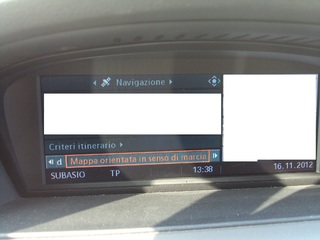 Navigazione
Criteri itinerario
d Mappa orientata in senso di marcia
SUBASIO TP 13:38 16.11.2012